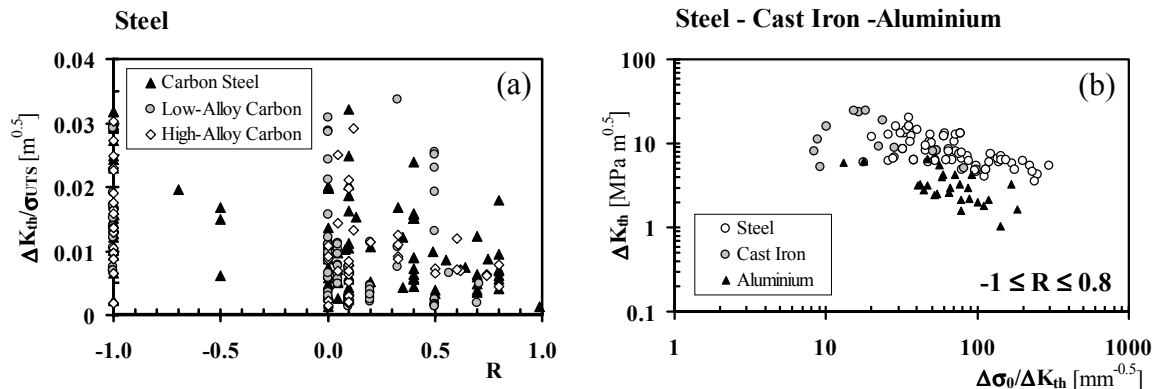 Steel
ΔKth/σUTS [m^0.5]
0.04
0.03
0.02
0.01
0
-1.0
-0.5
0.0
0.5
1.0
R
(a)
Carbon Steel
Low-Alloy Carbon
High-Alloy Carbon
Steel - Cast Iron -Aluminium
ΔKth [MPa m^0.5]
100
10
1
0.1
1
10
100
1000
Δσ0/ΔKth [mm^-0.5]
(b)
Steel
Cast Iron
Aluminium
-1 ≤ R ≤ 0.8